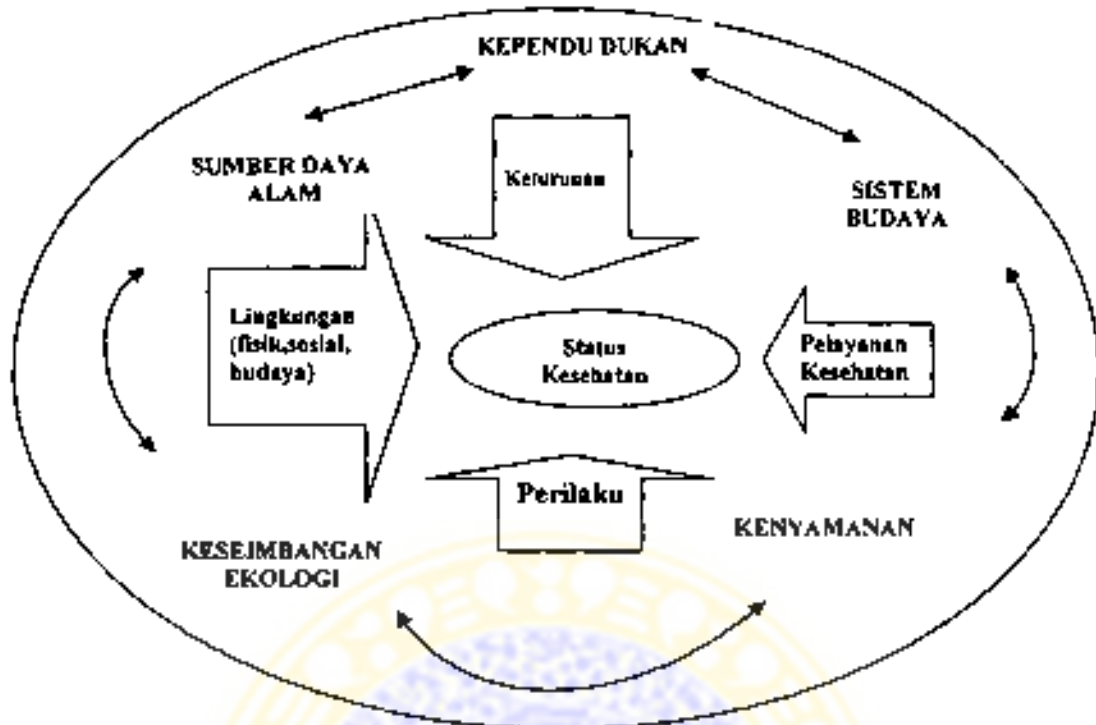 KEPENDU DUKAN
SUMBER DAYA
ALAM
Keturunan
SISTEM
BUDAYA
Lingkungan
(fisik,sosial,
budaya)
Status
Kesehatan
Pelayanan
Kesehatan
Perilaku
KESEIMBANGAN
EKOLOGI
KENYAMANAN